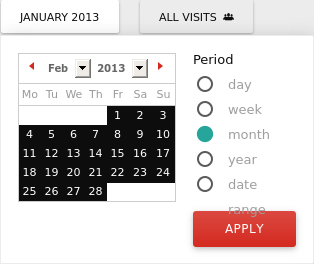 JANUARY 2013
ALL VISITS
Feb 2013
Mo Tu We Th Fr Sa Su
1 2 3
4 5 6 7 8 9 10
11 12 13 14 15 16 17
18 19 20 21 22 23 24
25 26 27 28
Period
day
week
month
year
date
range
APPLY